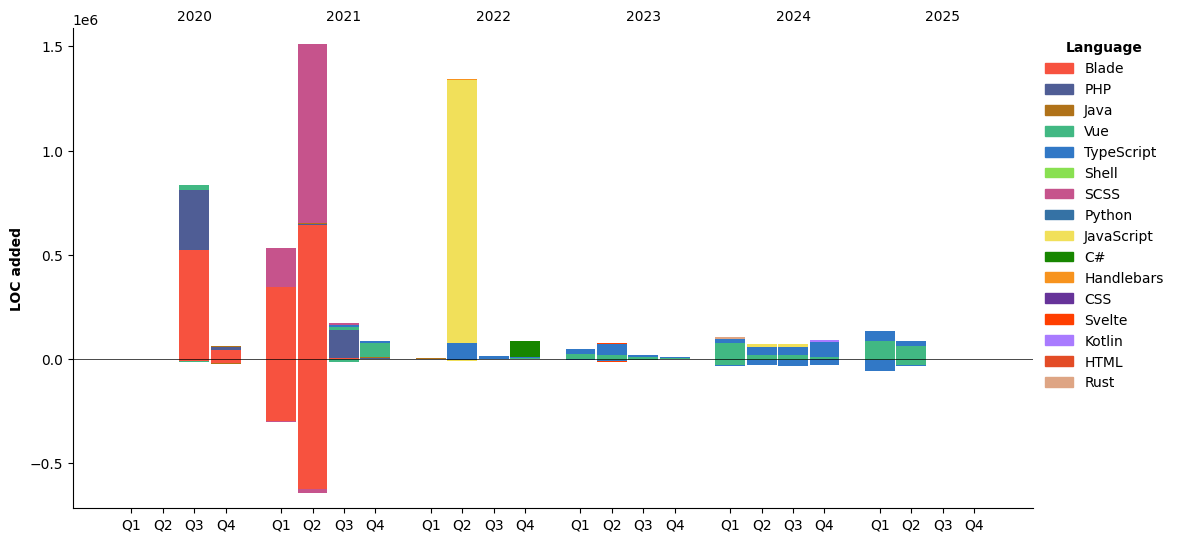 1e6
2020 2021 2022 2023 2024 2025
1.5
1.0
0.5
0.0
−0.5
LOC added
Q1 Q2 Q3 Q4 Q1 Q2 Q3 Q4 Q1 Q2 Q3 Q4 Q1 Q2 Q3 Q4 Q1 Q2 Q3 Q4 Q1 Q2 Q3 Q4
Language
Blade
PHP
Java
Vue
TypeScript
Shell
SCSS
Python
JavaScript
C#
Handlebars
CSS
Svelte
Kotlin
HTML
Rust